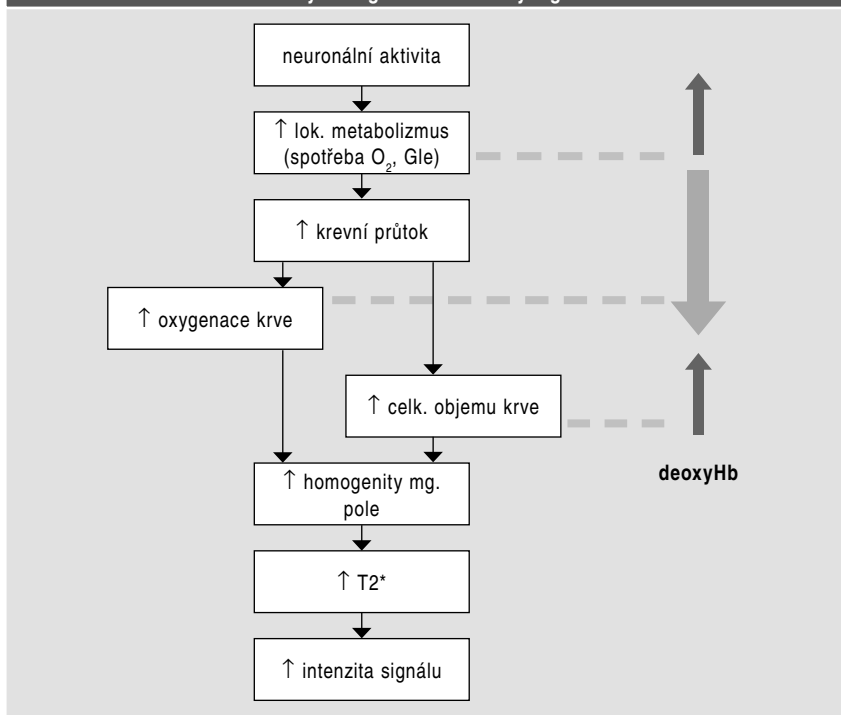 neuronální aktivita
↑ lok. metabolizmus
(spotřeba O₂, Gle)
↑ krevní průtok
↑ oxygenace krve
↑ celk. objemu krve
deoxyHb
↑ homogenity mg.
pole
↑ T2*
↑ intenzita signálu